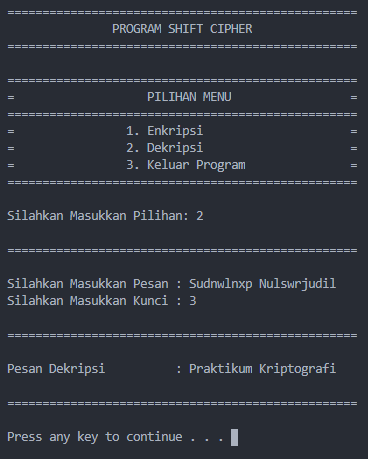 ==================================================
PROGRAM SHIFT CIPHER
==================================================
==================================================
= PILIHAN MENU =
==================================================
= 1. Enkripsi =
= 2. Dekripsi =
= 3. Keluar Program =
==================================================
Silahkan Masukkan Pilihan: 2
==================================================
Silahkan Masukkan Pesan : Sudnwlnxp Nulswrjudil
Silahkan Masukkan Kunci : 3
==================================================
Pesan Dekripsi : Praktikum Kriptografi
==================================================
Press any key to continue . . .